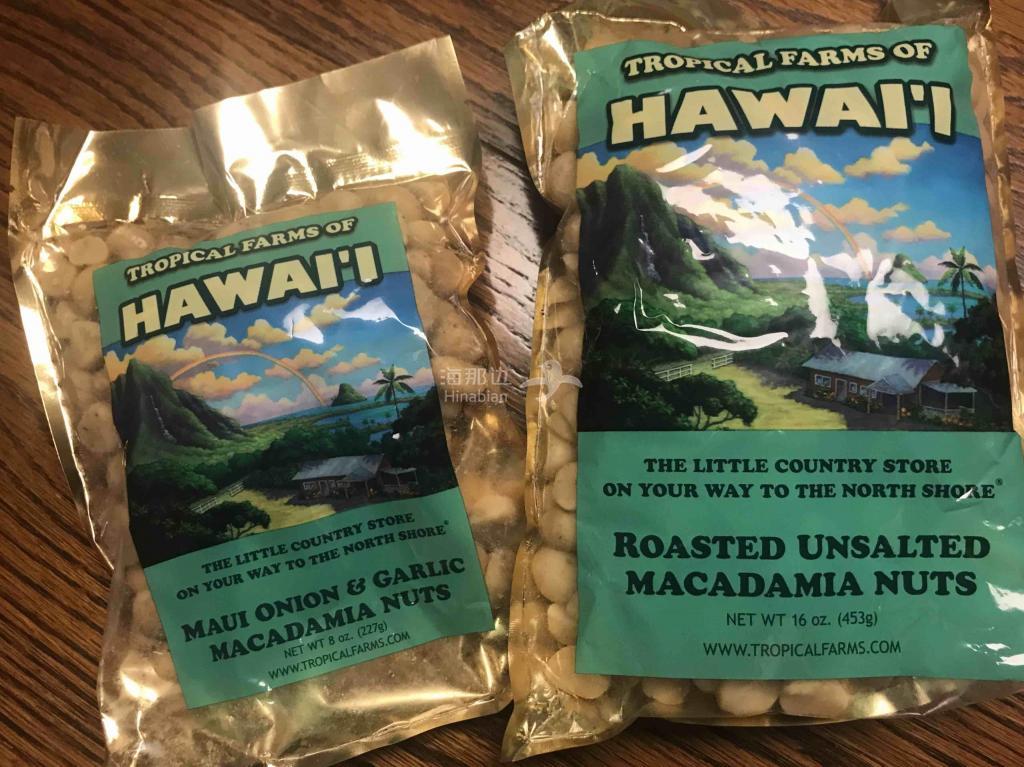 TROPICAL FARMS OF
HAWAI'I
THE LITTLE COUNTRY STORE
ON YOUR WAY TO THE NORTH SHORE®
MAUI ONION & GARLIC
MACADAMIA NUTS
NET WT 8 oz. (227g)
WWW.TROPICALFARMS.COM
TROPICAL FARMS OF
HAWAI'I
THE LITTLE COUNTRY STORE
ON YOUR WAY TO THE NORTH SHORE®
ROASTED UNSALTED
MACADAMIA NUTS
NET WT 16 oz. (453g)
WWW.TROPICALFARMS.COM
海那边
Hinabian